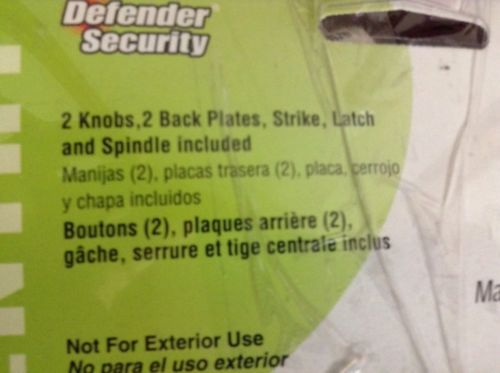 Defender
Security
2 Knobs,2 Back Plates, Strike, Latch
and Spindle included
Manijas (2), placas trasera (2), placa, cerrojo
y chapa incluidos
Boutons (2), plaques arrière (2),
gâche, serrure et tige centrale inclus
Ma
Not For Exterior Use
No para el uso exterior